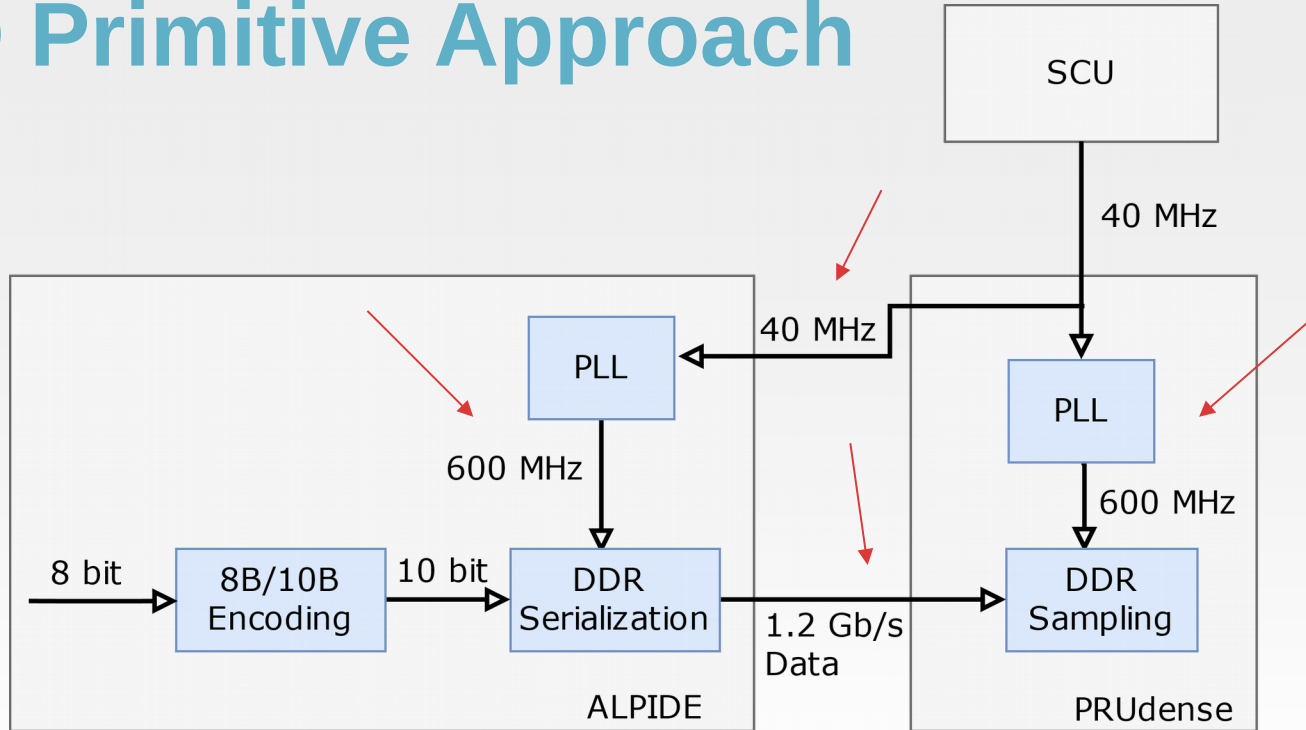 Primitive Approach
SCU
40 MHz
40 MHz
PLL
PLL
600 MHz
600 MHz
8 bit
8B/10B
Encoding
10 bit
DDR
Serialization
1.2 Gb/s
Data
DDR
Sampling
ALPIDE
PRUdense